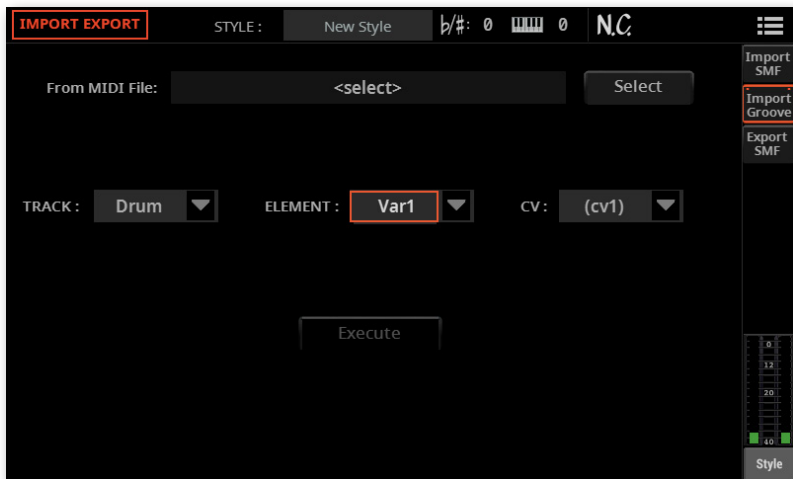 IMPORT EXPORT STYLE : New Style ♭/♯: 0 0 N.C.
Import SMF
From MIDI File: <select> Select
Import Groove
Export SMF
TRACK : Drum ELEMENT : Var1 CV : (cv1)
Execute
0
12
20
40
Style